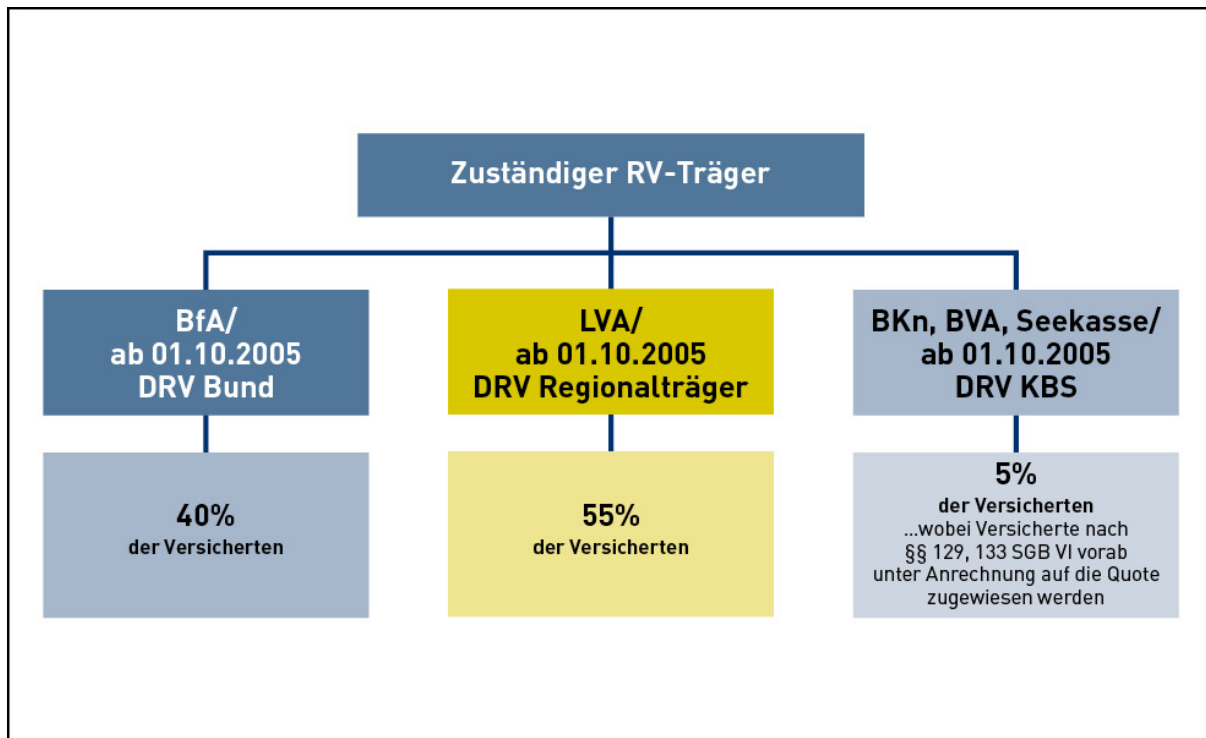 Zuständiger RV-Träger
BfA/
ab 01.10.2005
DRV Bund
LVA/
ab 01.10.2005
DRV Regionalträger
BKn, BVA, Seekasse/
ab 01.10.2005
DRV KBS
40%
der Versicherten
55%
der Versicherten
5%
der Versicherten
...wobei Versicherte nach
§§ 129, 133 SGB VI vorab
unter Anrechnung auf die Quote
zugewiesen werden